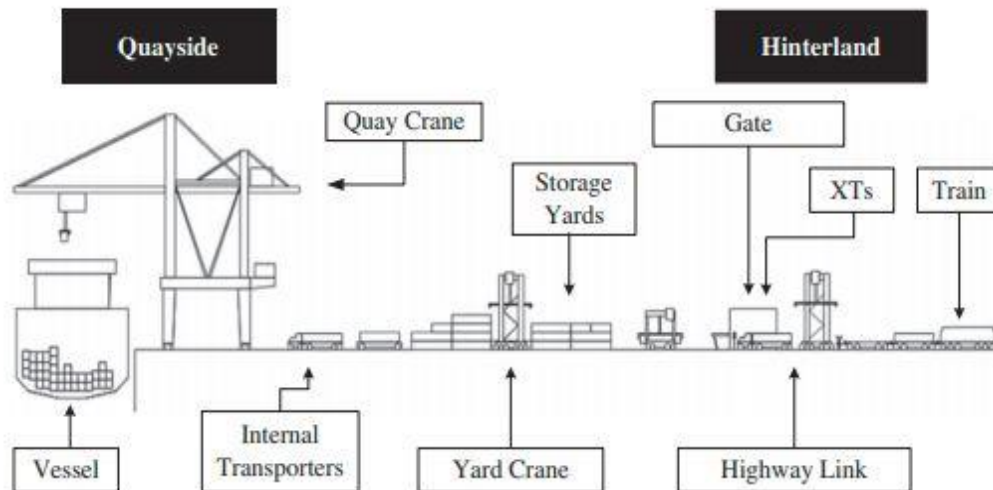 Quayside
Hinterland
Quay Crane
Gate
Storage
Yards
XTs
Train
Vessel
Internal
Transporters
Yard Crane
Highway Link